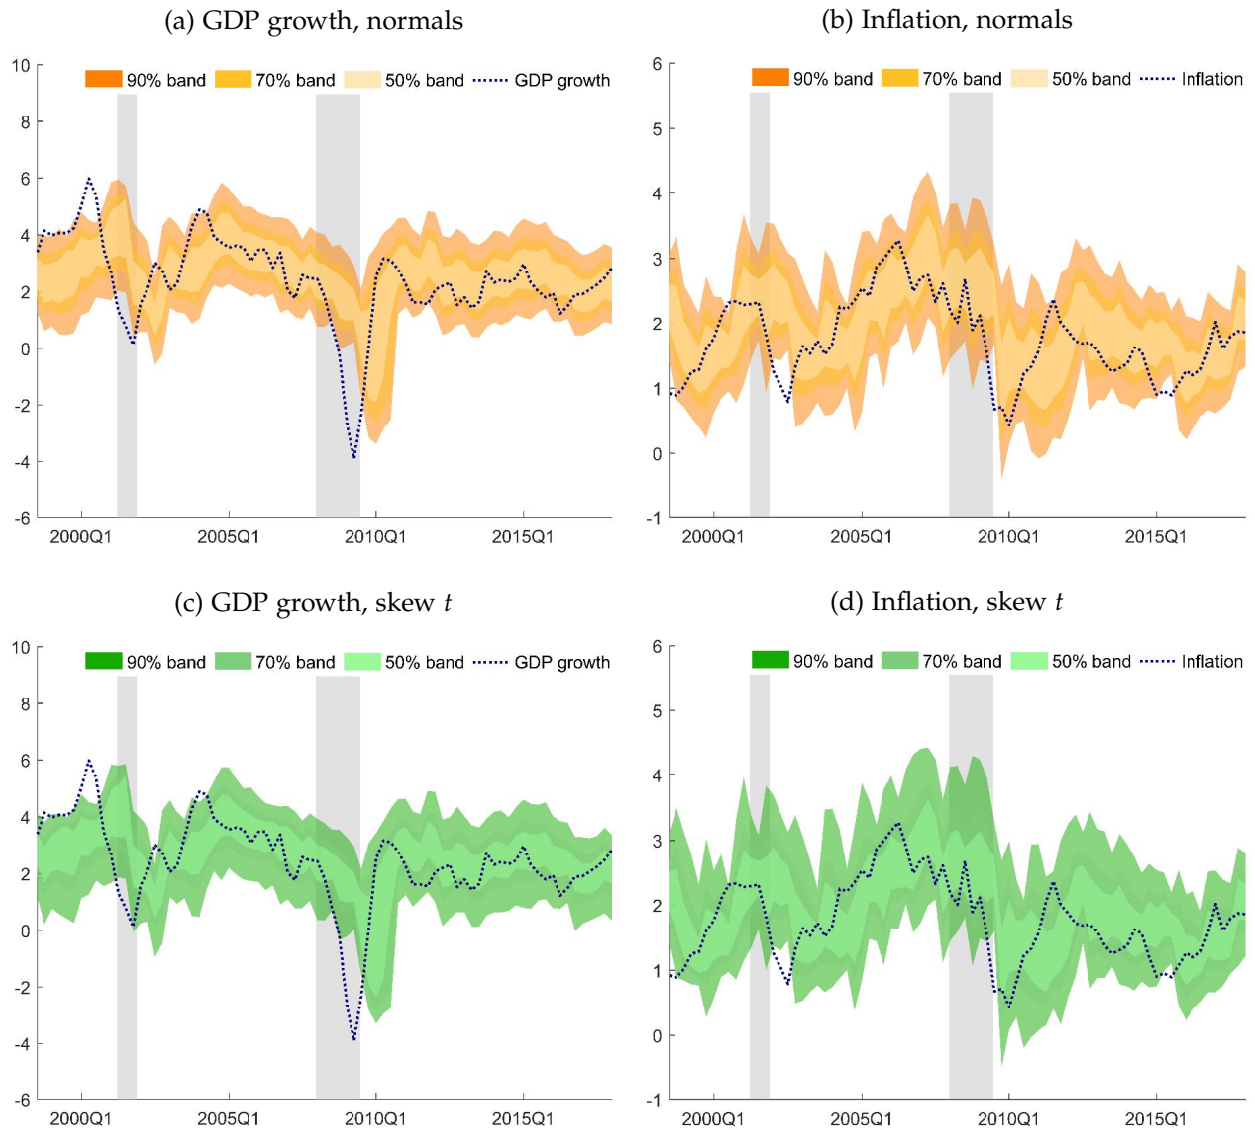 (a) GDP growth, normals
90% band 70% band 50% band GDP growth
10
8
6
4
2
0
-2
-4
-6
2000Q1 2005Q1 2010Q1 2015Q1
(b) Inflation, normals
90% band 70% band 50% band Inflation
6
5
4
3
2
1
0
-1
2000Q1 2005Q1 2010Q1 2015Q1
(c) GDP growth, skew t
90% band 70% band 50% band GDP growth
10
8
6
4
2
0
-2
-4
-6
2000Q1 2005Q1 2010Q1 2015Q1
(d) Inflation, skew t
90% band 70% band 50% band Inflation
6
5
4
3
2
1
0
-1
2000Q1 2005Q1 2010Q1 2015Q1